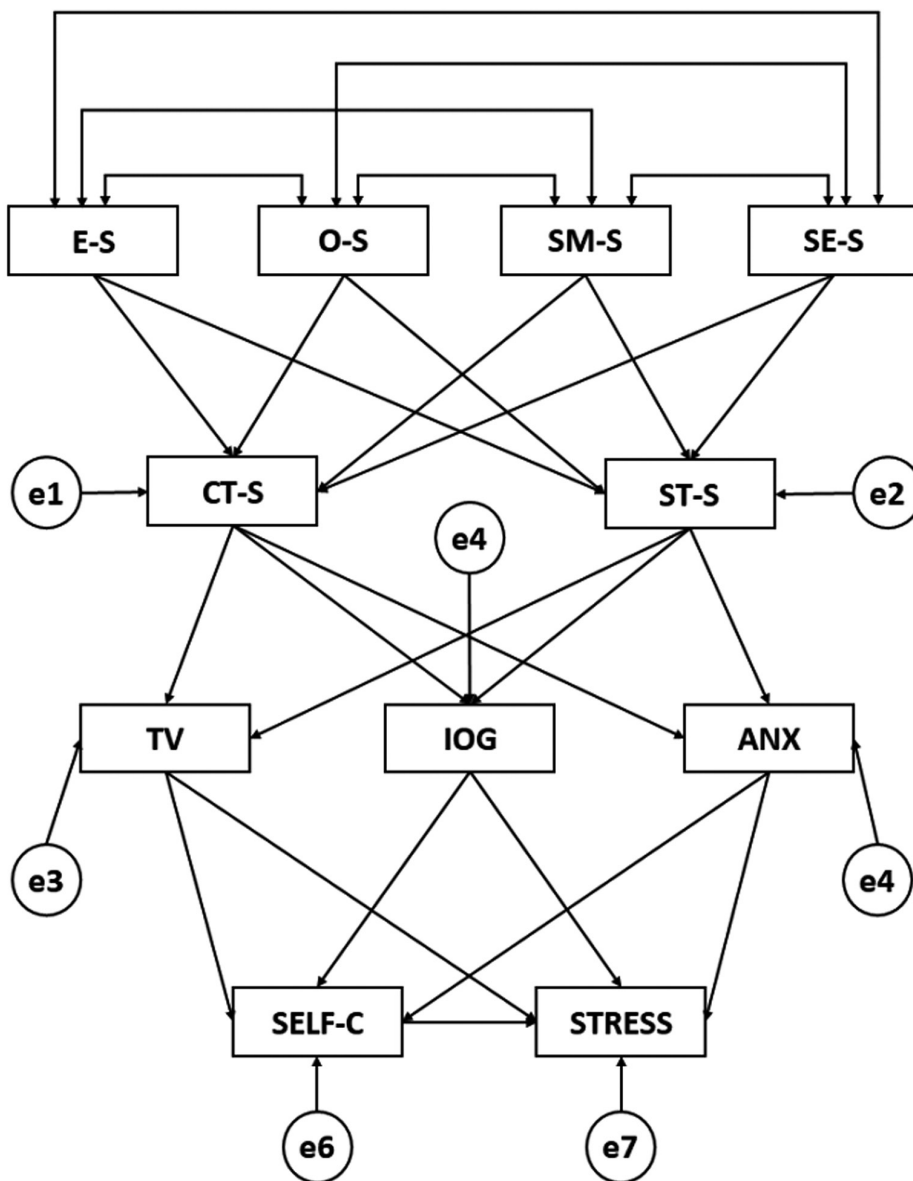 E-S
O-S
SM-S
SE-S
e1
CT-S
ST-S
e2
e4
TV
IOG
ANX
e3
e4
SELF-C
STRESS
e6
e7